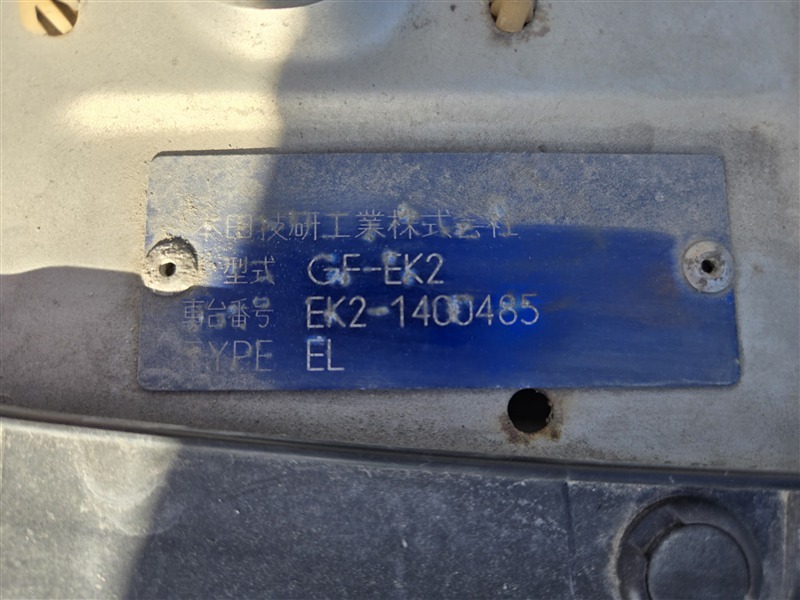 本田技研工業株式会社
型式 GF-EK2
車台番号 EK2-1400485
TYPE EL